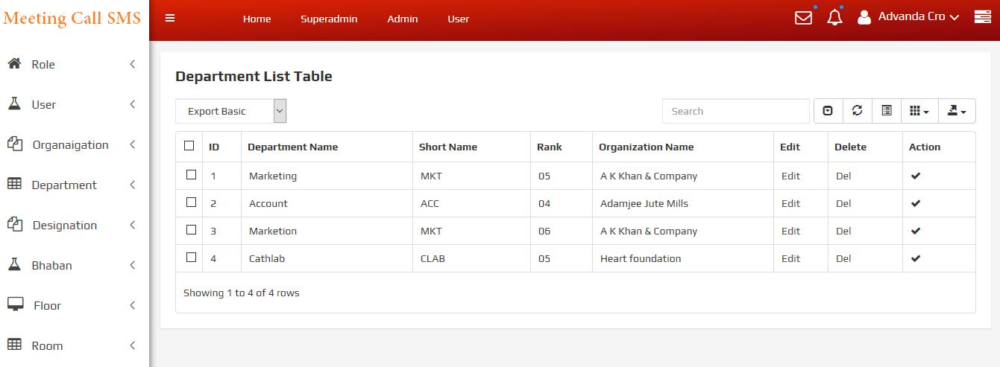 Meeting Call SMS
Home Superadmin Admin User Advanda Cro
Role
User
Organaigation
Department
Designation
Bhaban
Floor
Room
Department List Table
Export Basic Search
ID Department Name Short Name Rank Organization Name Edit Delete Action
1 Marketing MKT 05 A K Khan & Company Edit Del
2 Account ACC 04 Adamjee Jute Mills Edit Del
3 Marketion MKT 06 A K Khan & Company Edit Del
4 Cathlab CLAB 05 Heart foundation Edit Del
Showing 1 to 4 of 4 rows